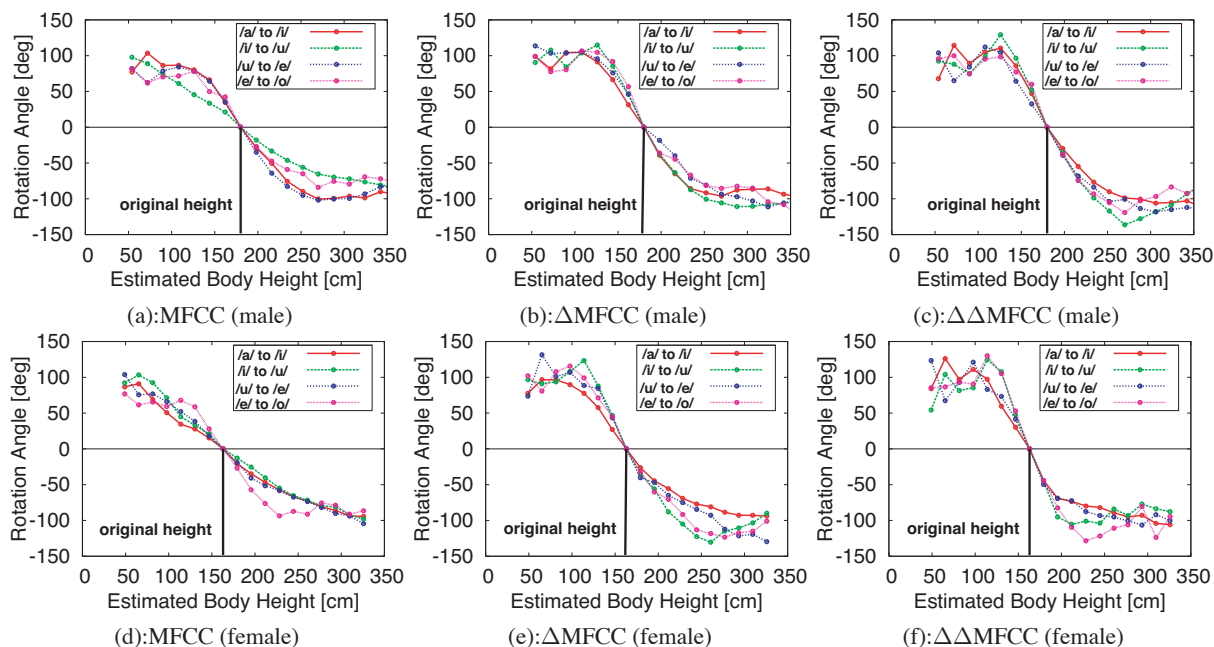 /a/ to /i/
/i/ to /u/
/u/ to /e/
/e/ to /o/
Rotation Angle [deg]
150
100
50
0
-50
-100
-150
original height
0 50 100 150 200 250 300 350
Estimated Body Height [cm]
(a):MFCC (male)
/a/ to /i/
/i/ to /u/
/u/ to /e/
/e/ to /o/
Rotation Angle [deg]
150
100
50
0
-50
-100
-150
original height
0 50 100 150 200 250 300 350
Estimated Body Height [cm]
(b):ΔMFCC (male)
/a/ to /i/
/i/ to /u/
/u/ to /e/
/e/ to /o/
Rotation Angle [deg]
150
100
50
0
-50
-100
-150
original height
0 50 100 150 200 250 300 350
Estimated Body Height [cm]
(c):ΔΔMFCC (male)
/a/ to /i/
/i/ to /u/
/u/ to /e/
/e/ to /o/
Rotation Angle [deg]
150
100
50
0
-50
-100
-150
original height
0 50 100 150 200 250 300 350
Estimated Body Height [cm]
(d):MFCC (female)
/a/ to /i/
/i/ to /u/
/u/ to /e/
/e/ to /o/
Rotation Angle [deg]
150
100
50
0
-50
-100
-150
original height
0 50 100 150 200 250 300 350
Estimated Body Height [cm]
(e):ΔMFCC (female)
/a/ to /i/
/i/ to /u/
/u/ to /e/
/e/ to /o/
Rotation Angle [deg]
150
100
50
0
-50
-100
-150
original height
0 50 100 150 200 250 300 350
Estimated Body Height [cm]
(f):ΔΔMFCC (female)